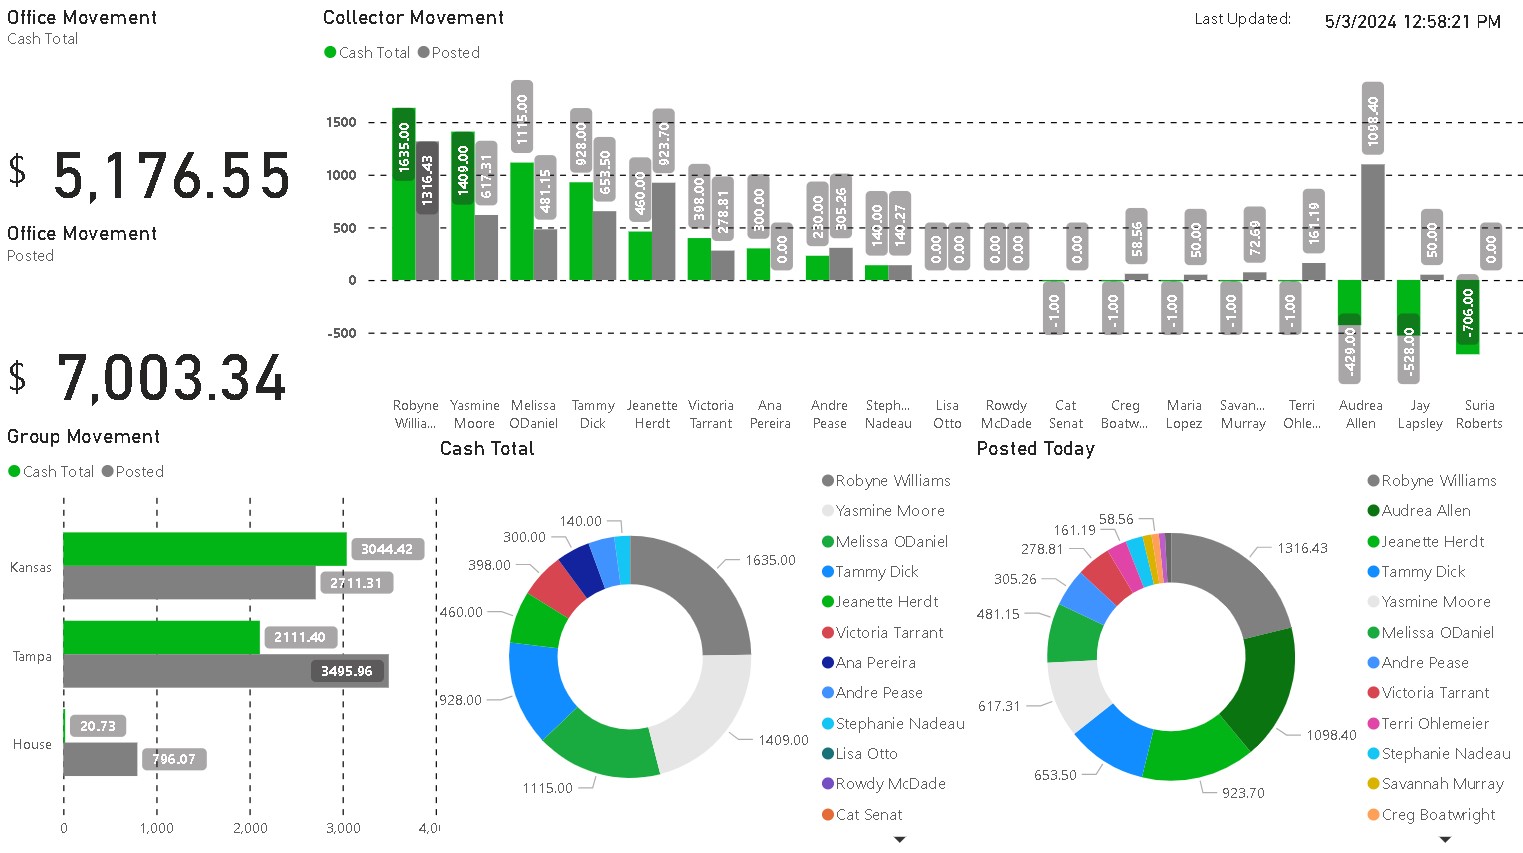 Office Movement
Cash Total
$ 5,176.55
Office Movement
Posted
$ 7,003.34
Collector Movement
Cash Total Posted
Last Updated: 5/3/2024 12:58:21 PM
1500
1000
500
0
-500
1635.00 1316.43 1409.00 617.31 1115.00 481.15 928.00 653.50 460.00 923.70 398.00 278.81 300.00 0.00 230.00 305.26 140.00 140.27 0.00 0.00 0.00 0.00 -1.00 0.00 -1.00 58.56 -1.00 50.00 -1.00 72.69 -1.00 161.19 -429.00 1098.40 -528.00 50.00 -706.00 0.00
Robyne Willia...
Yasmine Moore
Melissa ODaniel
Tammy Dick
Jeanette Herdt
Victoria Tarrant
Ana Pereira
Andre Pease
Steph... Nadeau
Lisa Otto
Rowdy McDade
Cat Senat
Creg Boatw...
Maria Lopez
Savan... Murray
Terri Ohle...
Audrea Allen
Jay Lapsley
Suria Roberts
Group Movement
Cash Total Posted
Kansas
3044.42
2711.31
Tampa
2111.40
3495.96
House
20.73
796.07
0 1,000 2,000 3,000 4,0
Cash Total
1635.00
1409.00
1115.00
928.00
460.00
398.00
300.00
140.00
Robyne Williams
Yasmine Moore
Melissa ODaniel
Tammy Dick
Jeanette Herdt
Victoria Tarrant
Ana Pereira
Andre Pease
Stephanie Nadeau
Lisa Otto
Rowdy McDade
Cat Senat
Posted Today
1316.43
1098.40
923.70
653.50
617.31
481.15
305.26
278.81
161.19
58.56
Robyne Williams
Audrea Allen
Jeanette Herdt
Tammy Dick
Yasmine Moore
Melissa ODaniel
Andre Pease
Victoria Tarrant
Terri Ohlemeier
Stephanie Nadeau
Savannah Murray
Creg Boatwright